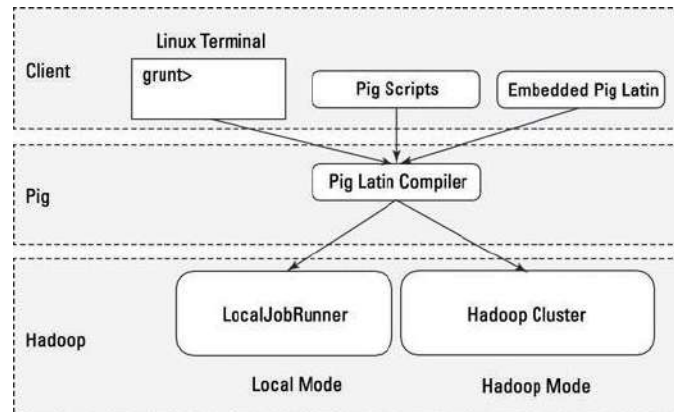 Linux Terminal
Client
grunt>
Pig Scripts
Embedded Pig Latin
Pig
Pig Latin Compiler
Hadoop
LocalJobRunner
Hadoop Cluster
Local Mode
Hadoop Mode